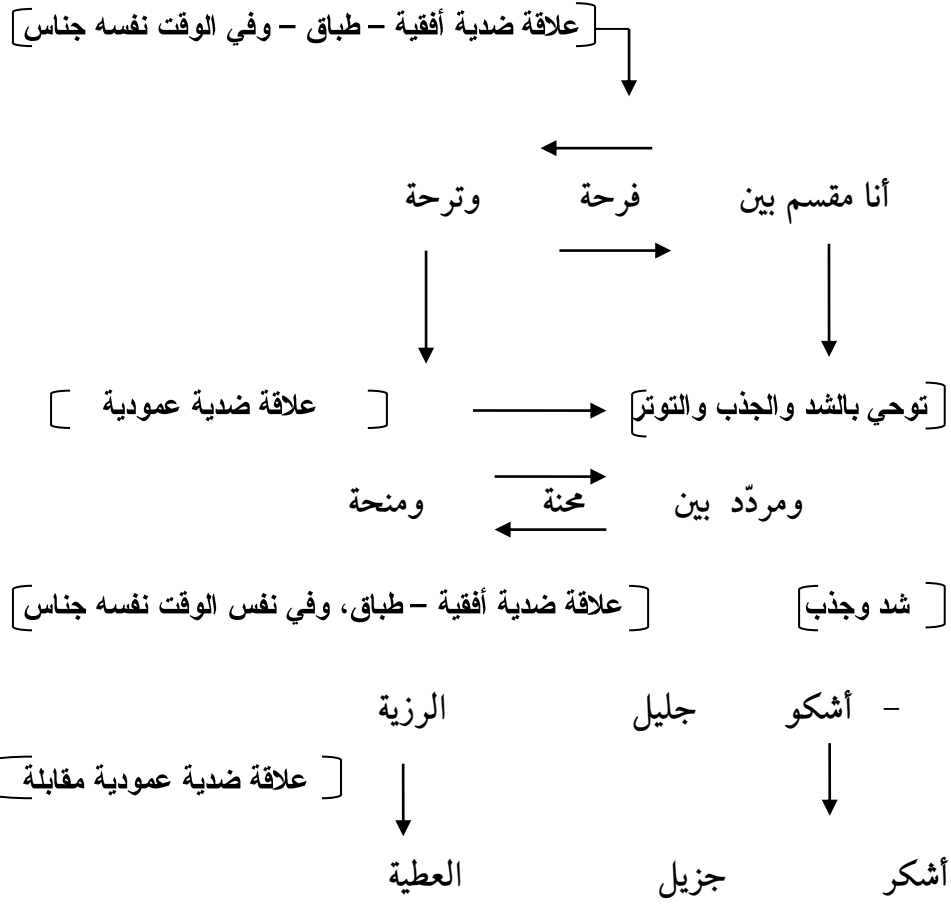 [علاقة ضدية أفقية – طباق – وفي الوقت نفسه جناس]
أنا مقسم بين فرحة وترحة
[توحي بالشد والجذب والتوتر] [علاقة ضدية عمودية]
ومردّد بين محنة ومنحة
[شد وجذب] [علاقة ضدية أفقية – طباق، وفي نفس الوقت نفسه جناس]
– أشكو جليل الرزية
[علاقة ضدية عمودية مقابلة]
أشكر جزيل العطية